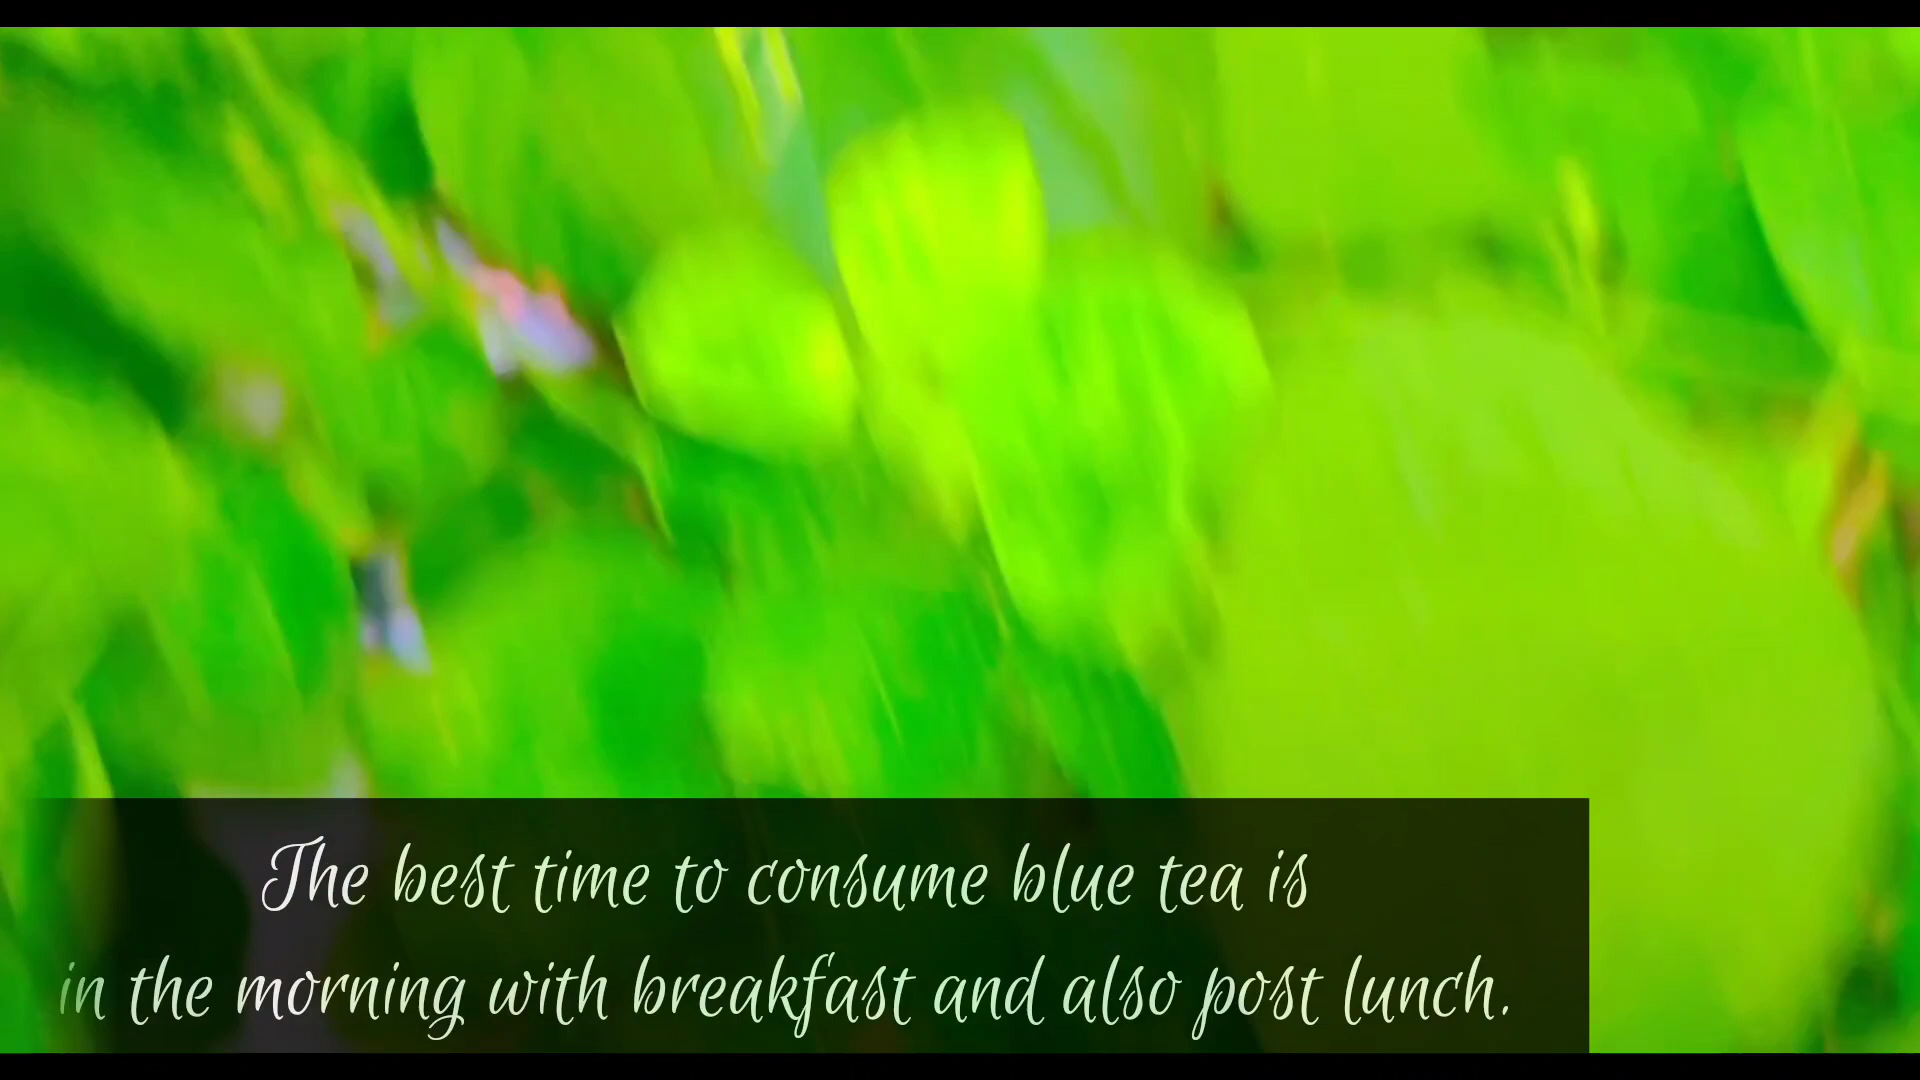 The best time to consume blue tea is
in the morning with breakfast and also post lunch.